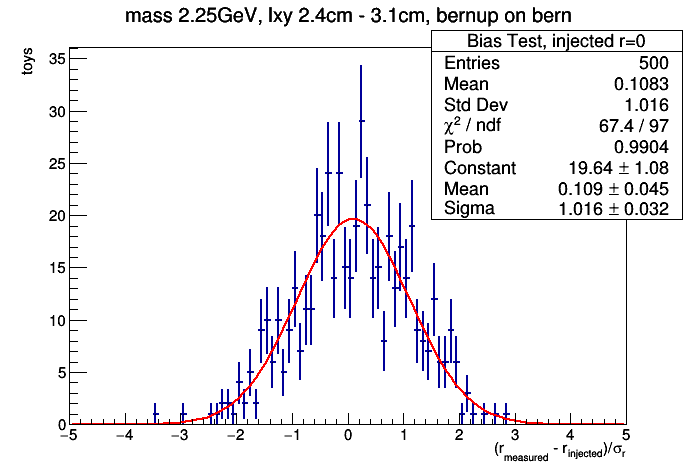 mass 2.25GeV, lxy 2.4cm - 3.1cm, bernup on bern
toys
Bias Test, injected r=0
Entries 500
Mean 0.1083
Std Dev 1.016
χ² / ndf 67.4 / 97
Prob 0.9904
Constant 19.64 ± 1.08
Mean 0.109 ± 0.045
Sigma 1.016 ± 0.032
35
30
25
20
15
10
5
0
−5 −4 −3 −2 −1 0 1 2 3 4 5
(r_measured - r_injected)/σ_r